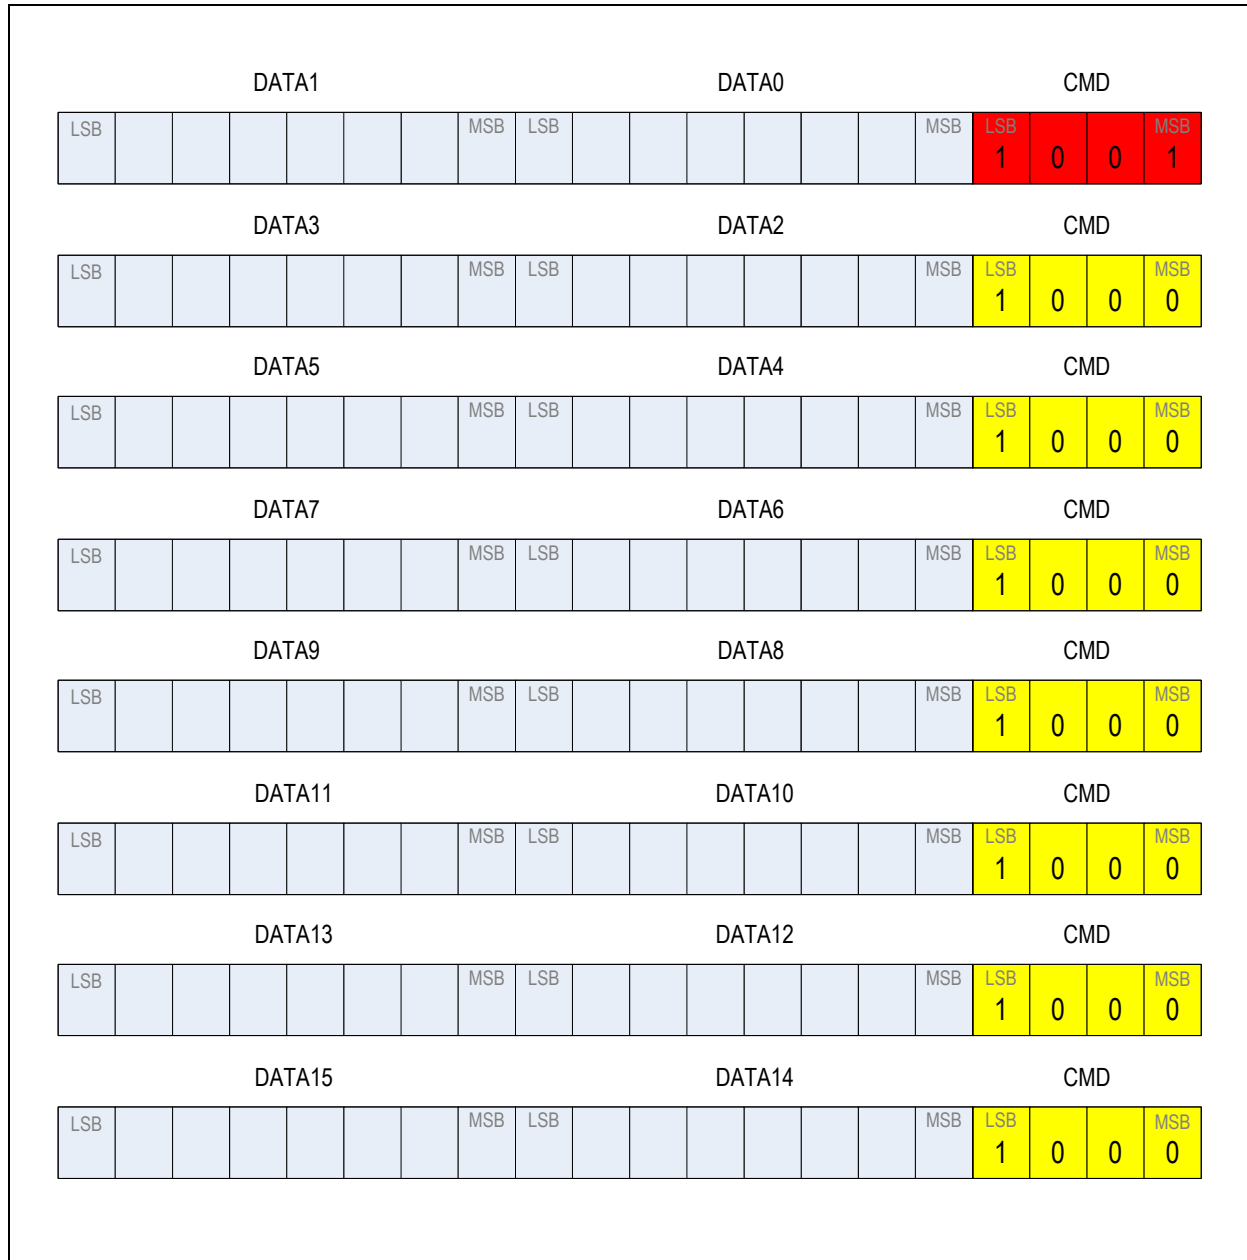 DATA1 DATA0 CMD
LSB MSB LSB MSB LSB MSB
1 0 0 1
DATA3 DATA2 CMD
LSB MSB LSB MSB LSB MSB
1 0 0 0
DATA5 DATA4 CMD
LSB MSB LSB MSB LSB MSB
1 0 0 0
DATA7 DATA6 CMD
LSB MSB LSB MSB LSB MSB
1 0 0 0
DATA9 DATA8 CMD
LSB MSB LSB MSB LSB MSB
1 0 0 0
DATA11 DATA10 CMD
LSB MSB LSB MSB LSB MSB
1 0 0 0
DATA13 DATA12 CMD
LSB MSB LSB MSB LSB MSB
1 0 0 0
DATA15 DATA14 CMD
LSB MSB LSB MSB LSB MSB
1 0 0 0